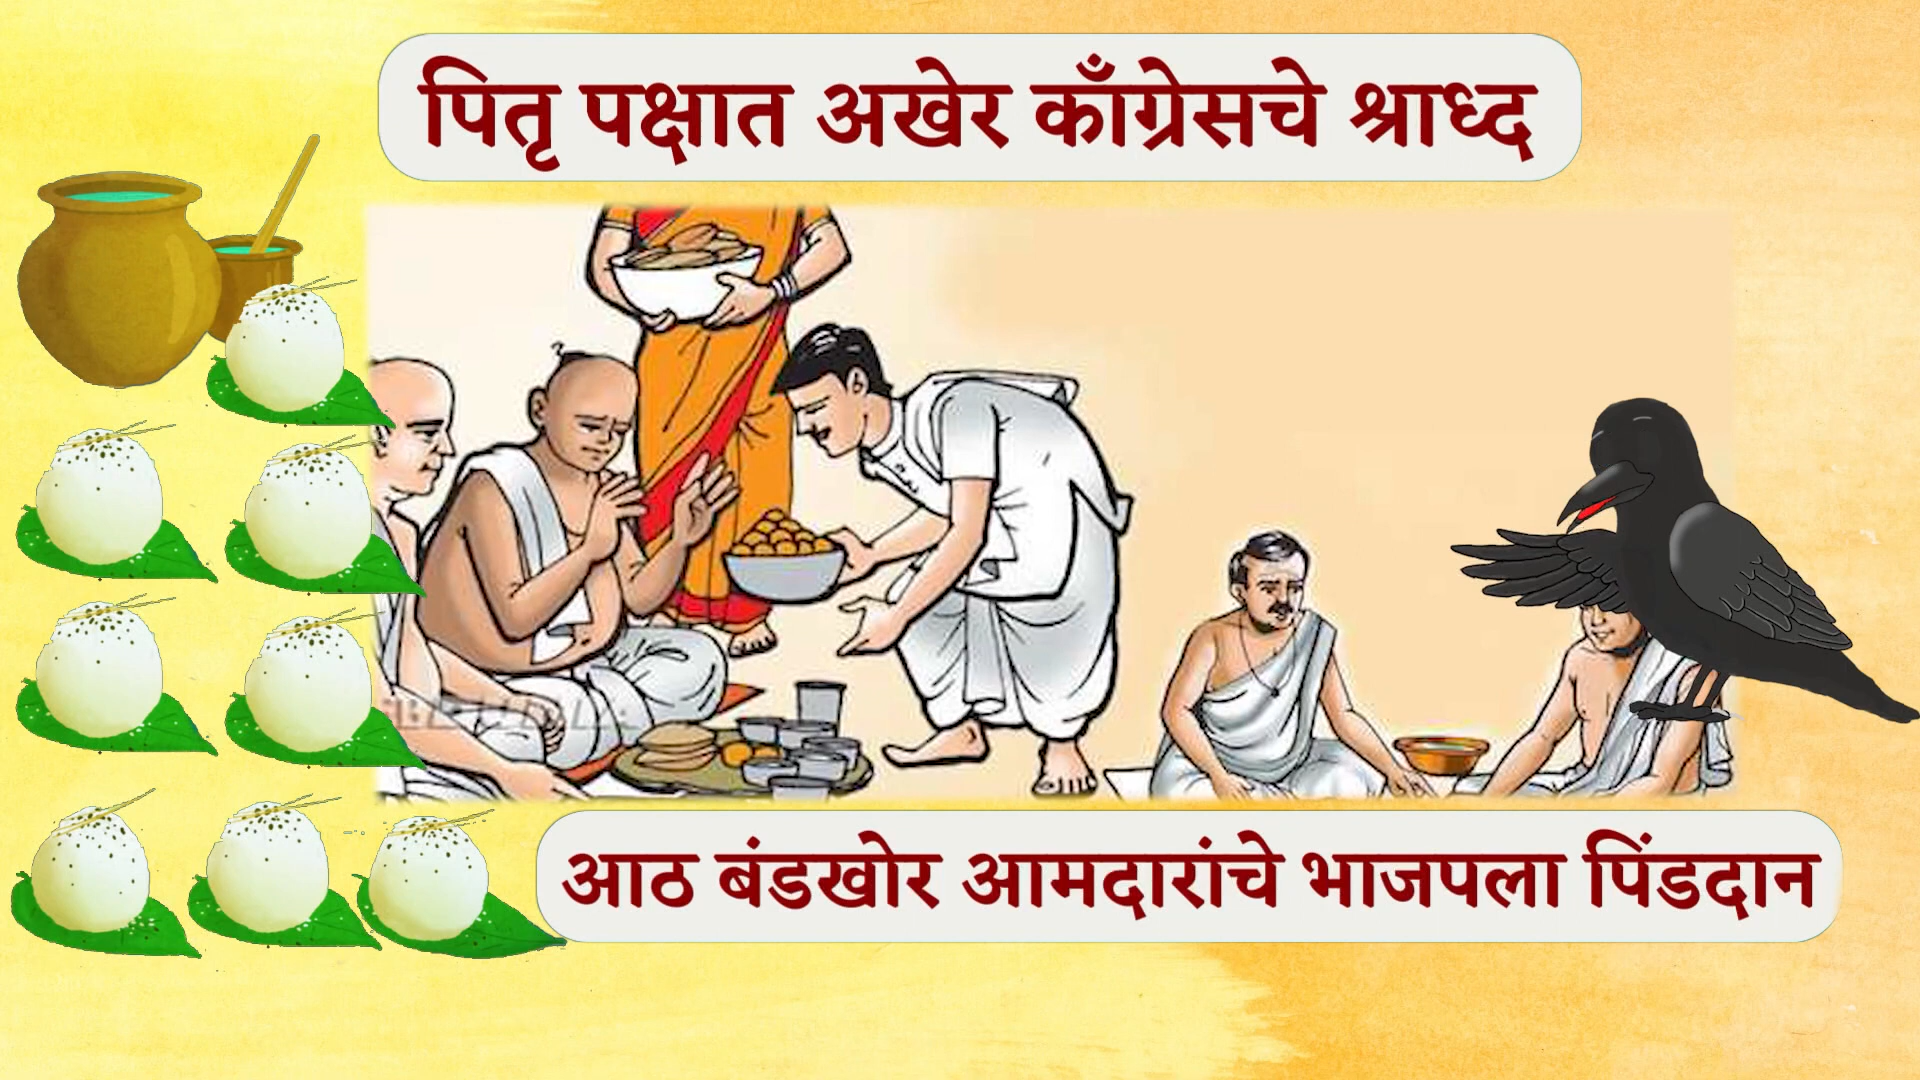 पितृ पक्षात अखेर काँग्रेसचे श्राध्द
आठ बंडखोर आमदारांचे भाजपला पिंडदान